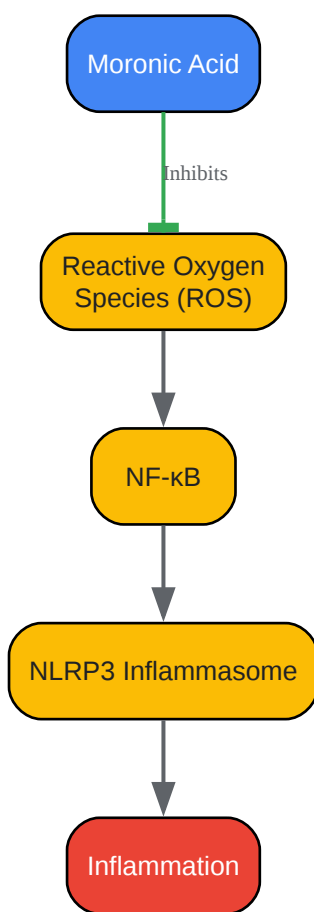 Moronic Acid
Inhibits
Reactive Oxygen
Species (ROS)
NF-κB
NLRP3 Inflammasome
Inflammation